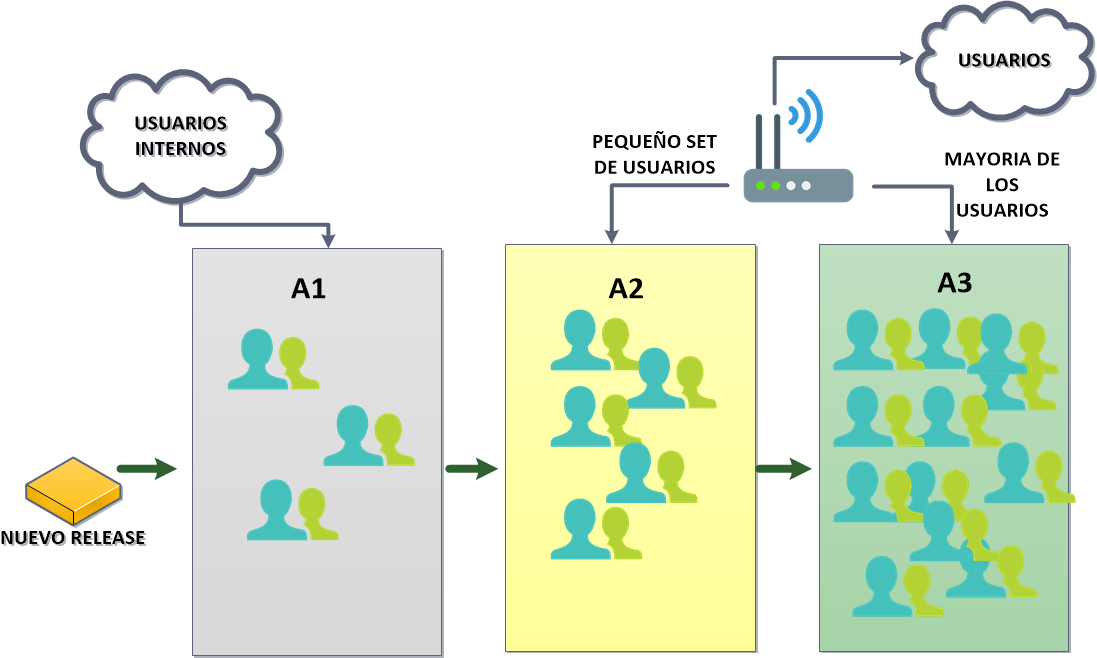 USUARIOS
USUARIOS
INTERNOS
PEQUEÑO SET
DE USUARIOS
MAYORIA DE
LOS
USUARIOS
A1
A2
A3
NUEVO RELEASE